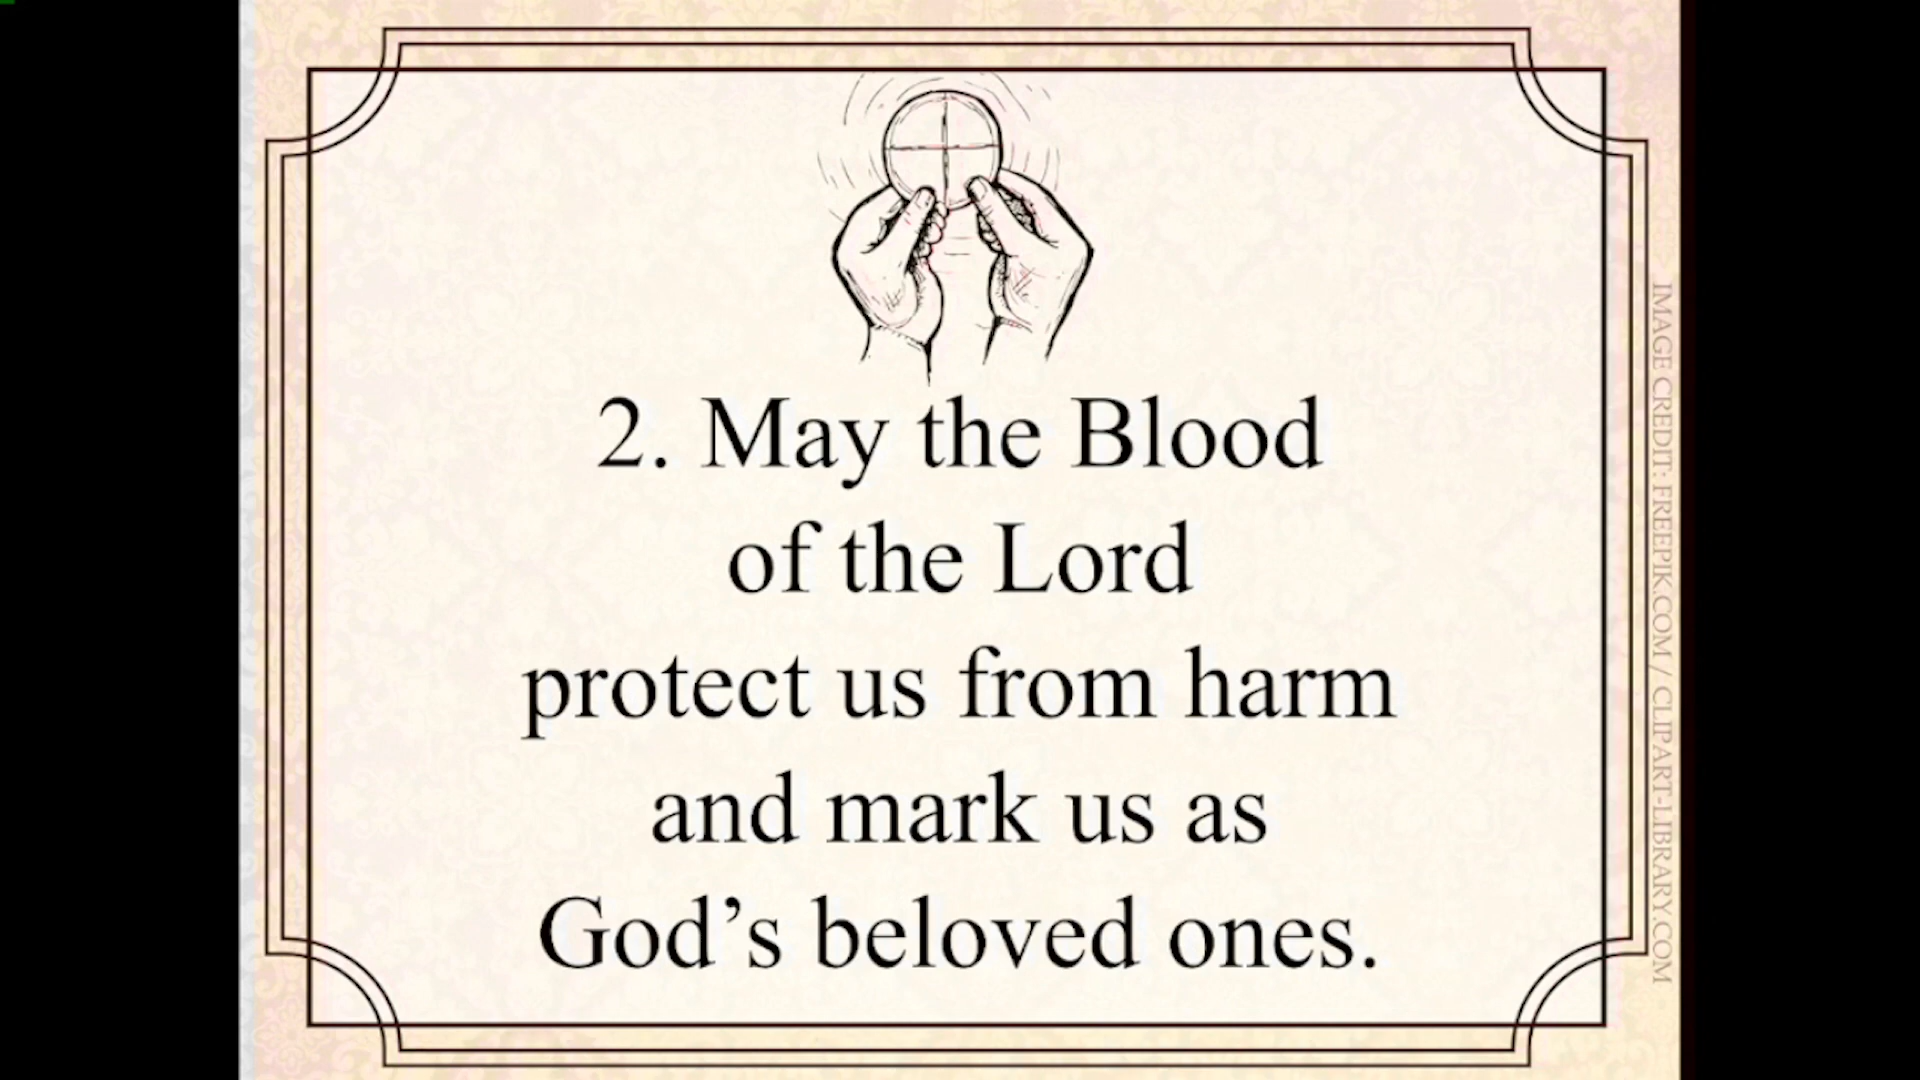 2. May the Blood
of the Lord
protect us from harm
and mark us as
God’s beloved ones.
IMAGE CREDIT: FREEPIK.COM / CLIPART-LIBRARY.COM